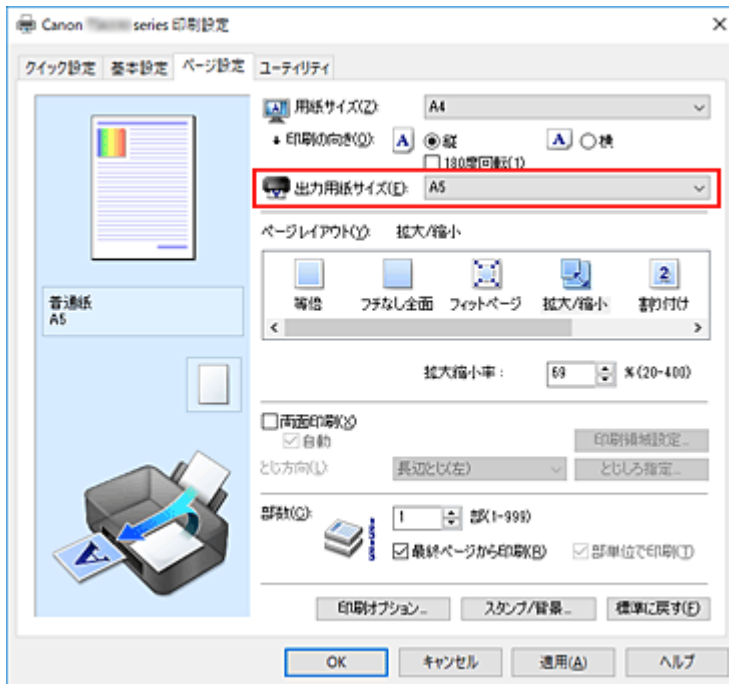 Canon series 印刷設定
クイック設定 基本設定 ページ設定 ユーティリティ
用紙サイズ(Z): A4
印刷の向き(O): A 縦 A 横
180度回転(1)
出力用紙サイズ(E): A5
ページレイアウト(Y): 拡大/縮小
等倍 フチなし全面 フィットページ 拡大/縮小 割り付け
普通紙
A5
拡大縮小率: 69 % (20-400)
両面印刷(X)
自動
印刷領域設定...
とじ方向(L): 長辺とじ(左) とじしろ指定...
部数(C): 1 部(1-999)
最終ページから印刷(R) 部単位で印刷(T)
印刷オプション... スタンプ/背景... 標準に戻す(F)
OK キャンセル 適用(A) ヘルプ